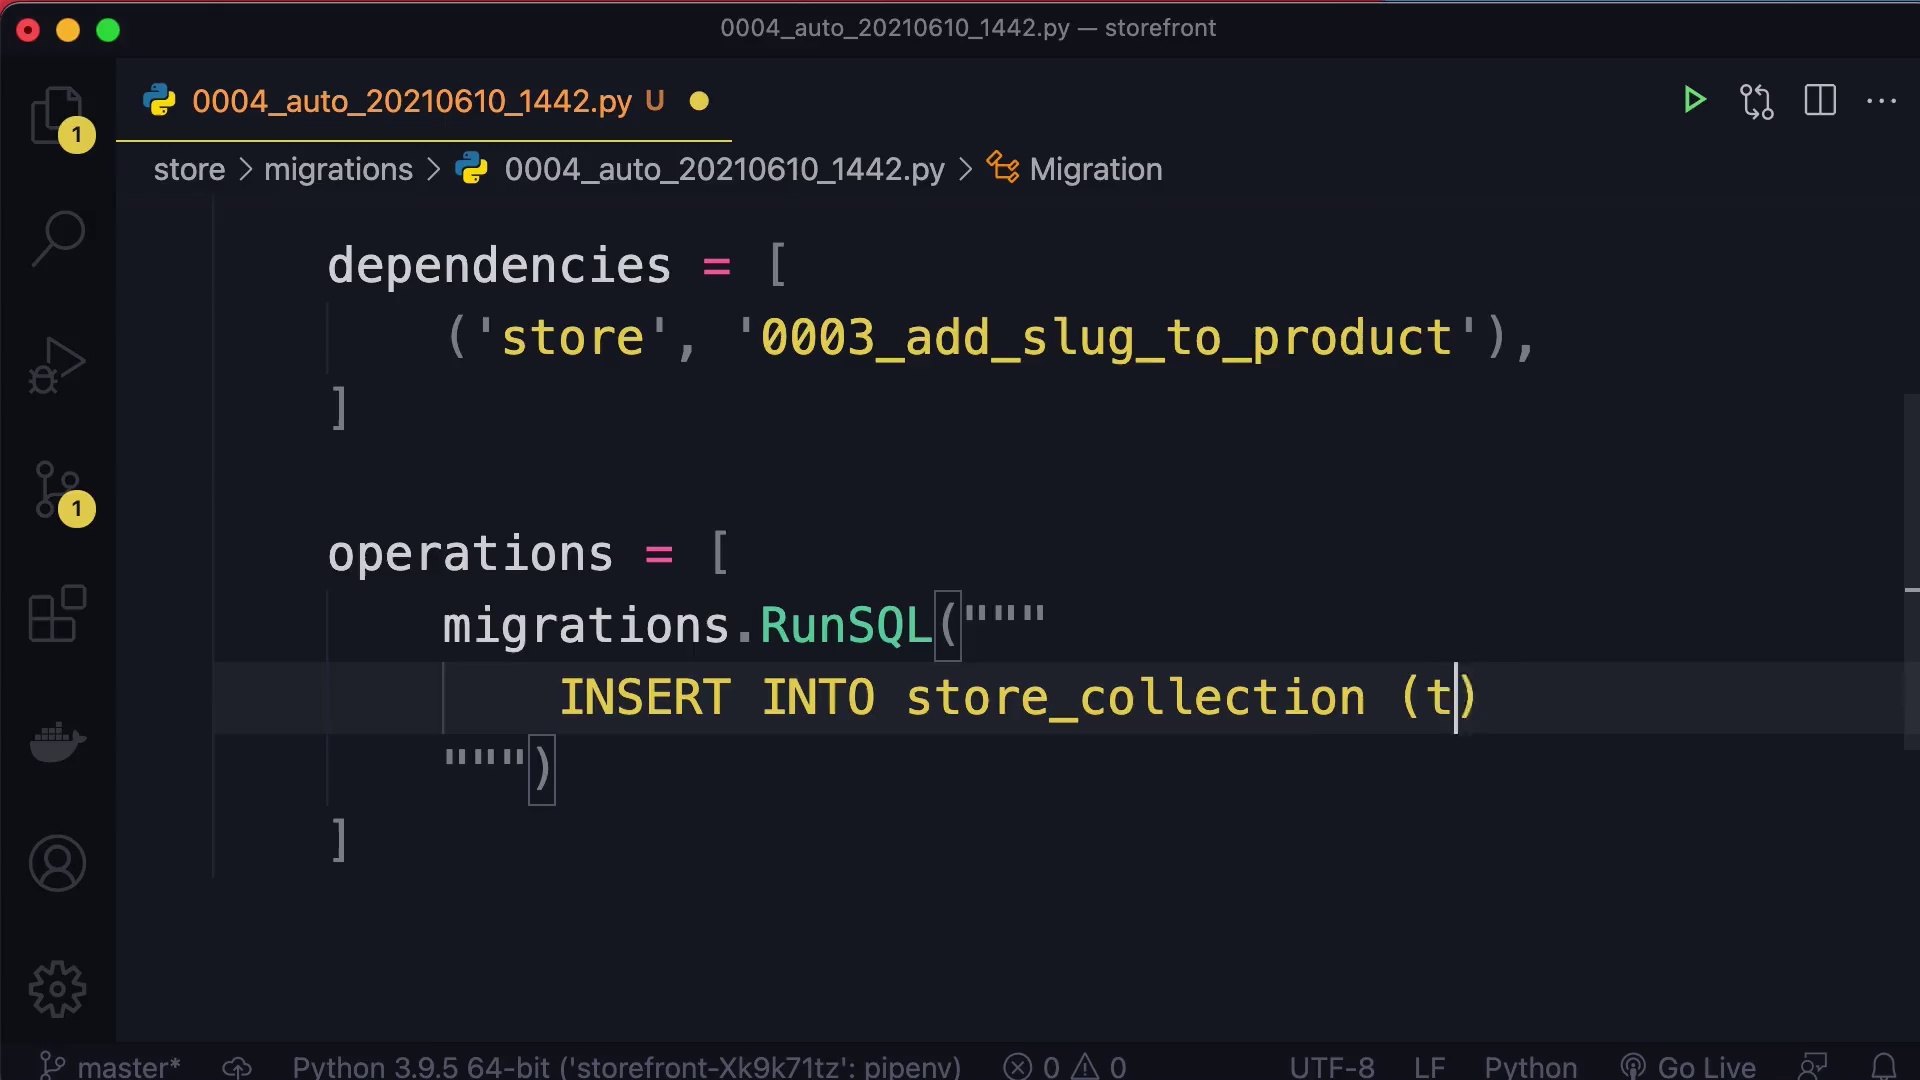 0004_auto_20210610_1442.py — storefront
0004_auto_20210610_1442.py U
1
store > migrations > 0004_auto_20210610_1442.py > Migration
dependencies = [
('store', '0003_add_slug_to_product'),
]
1
operations = [
migrations.RunSQL("""
INSERT INTO store_collection (t)
""")
]
master* Python 3.9.5 64-bit ('storefront-Xk9k71tz': pipenv) 0 0 UTF-8 LF Python Go Live